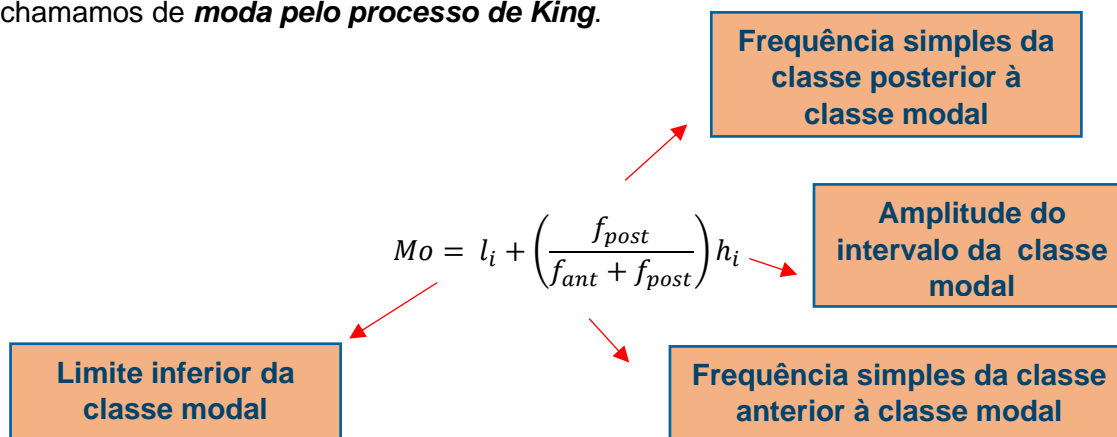 chamamos de moda pelo processo de King.
Frequência simples da
classe posterior à
classe modal
Mo = l_i + (f_post / (f_ant + f_post)) h_i
Amplitude do
intervalo da classe
modal
Limite inferior da
classe modal
Frequência simples da classe
anterior à classe modal